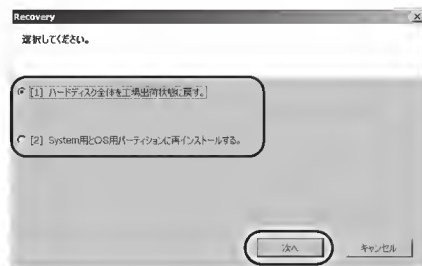 Recovery
選択してください。
[1] ハードディスク全体を工場出荷状態に戻す。
[2] System用とOS用パーティションに再インストールする。
次へ
キャンセル